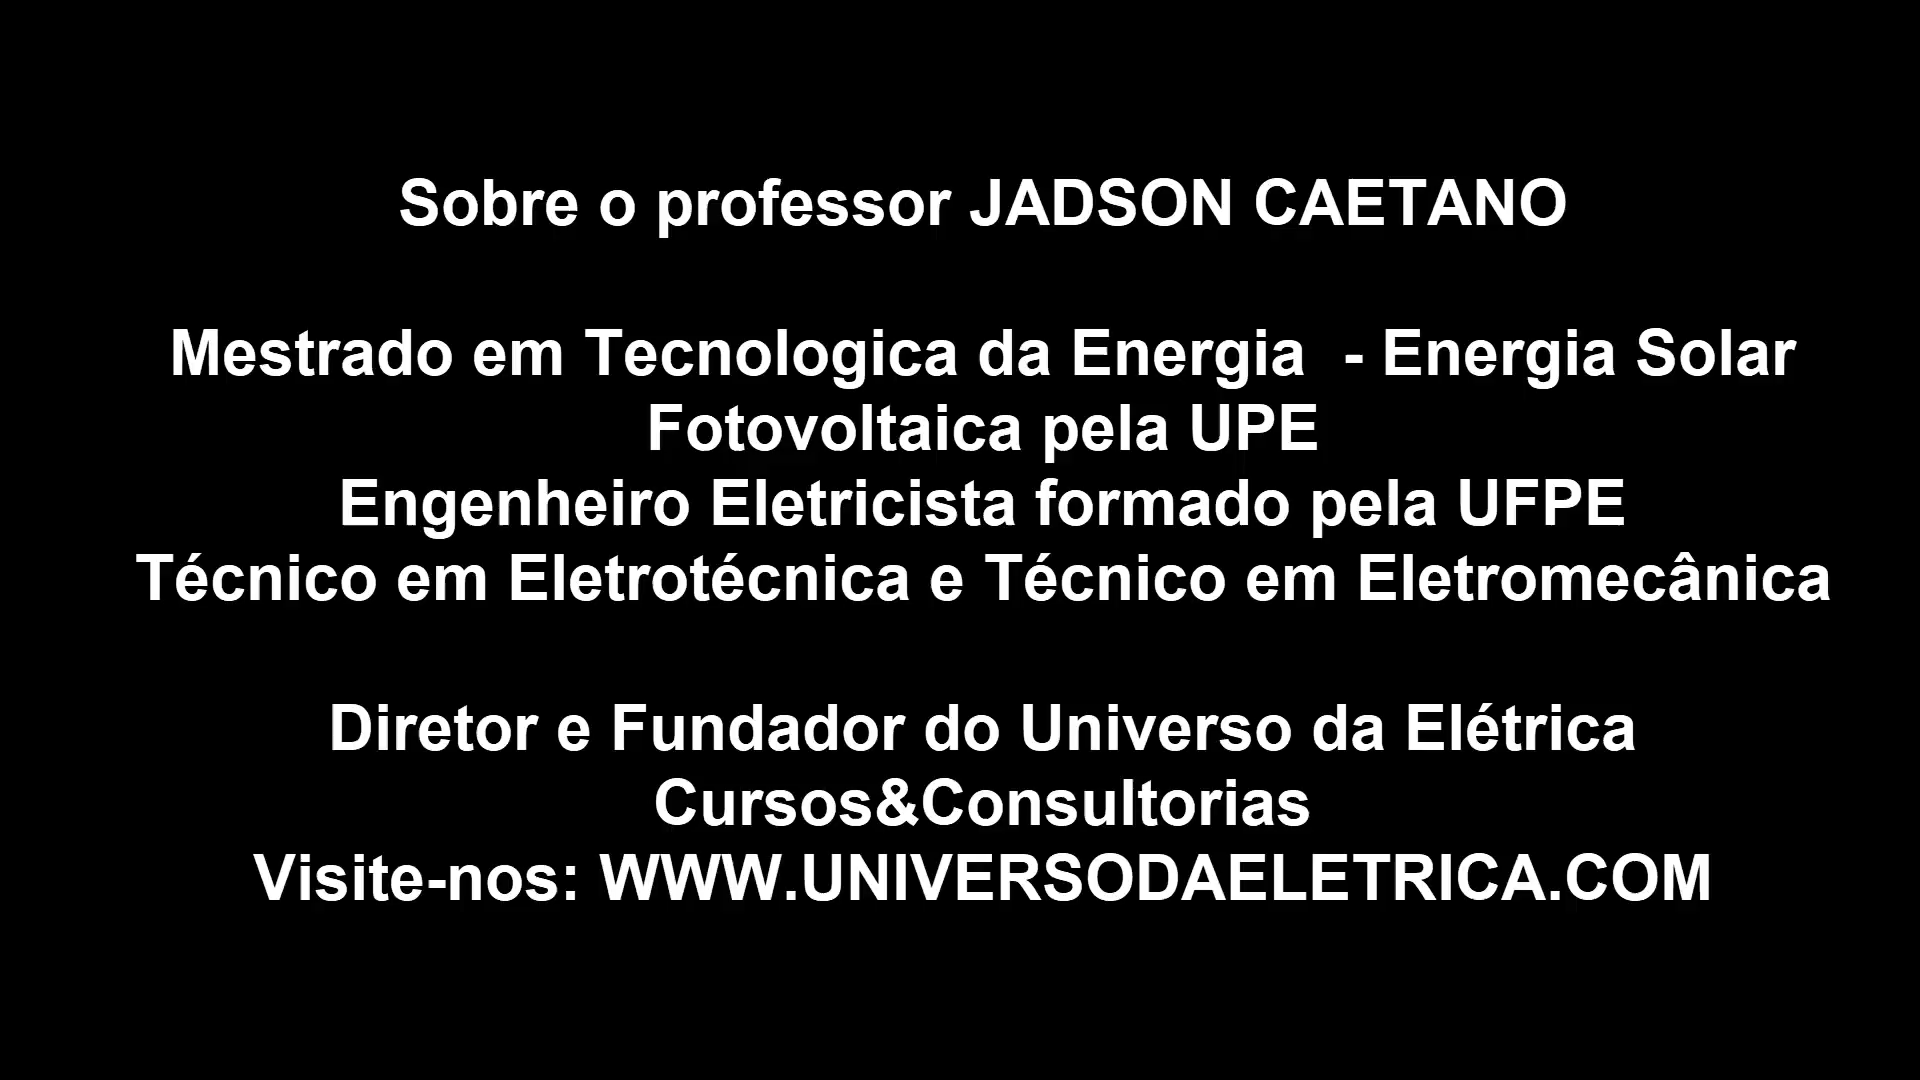 Sobre o professor JADSON CAETANO
Mestrado em Tecnologica da Energia  - Energia Solar
Fotovoltaica pela UPE
Engenheiro Eletricista formado pela UFPE
Técnico em Eletrotécnica e Técnico em Eletromecânica
Diretor e Fundador do Universo da Elétrica
Cursos&Consultorias
Visite-nos: WWW.UNIVERSODAELETRICA.COM